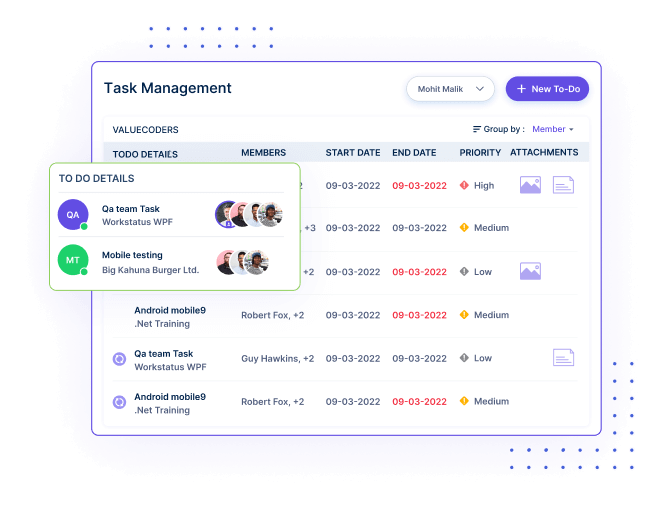 Task Management
Mohit Malik
+ New To-Do
VALUECODERS
Group by : Member
TODO DETAILS MEMBERS START DATE END DATE PRIORITY ATTACHMENTS
TO DO DETAILS
09-03-2022 09-03-2022 High
QA Qa team Task
Workstatus WPF
, +3 09-03-2022 09-03-2022 Medium
MT Mobile testing
Big Kahuna Burger Ltd.
+2 09-03-2022 09-03-2022 Low
Android mobile9
.Net Training
Robert Fox, +2 09-03-2022 09-03-2022 Medium
Qa team Task
Workstatus WPF
Guy Hawkins, +2 09-03-2022 09-03-2022 Low
Android mobile9
.Net Training
Robert Fox, +2 09-03-2022 09-03-2022 Medium